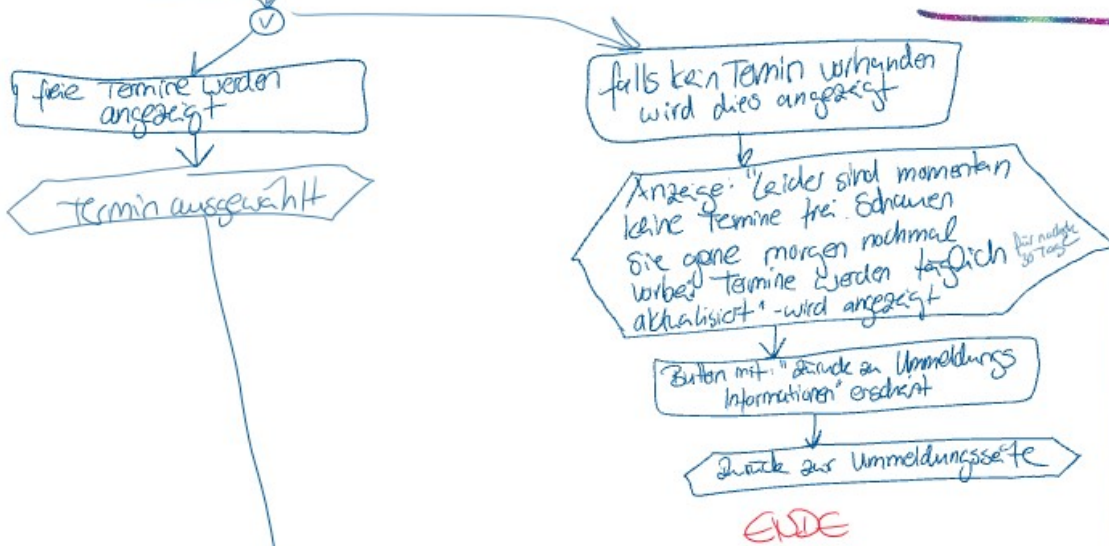 V
freie Termine werden
angezeigt
Termin ausgewählt
falls kein Termin vorhanden
wird dies angezeigt
Anzeige: "Leider sind momentan
keine Termine frei. Schauen
Sie gerne morgen nochmal
vorbei Termine werden täglich für nächste
30 Tage
aktualisiert" - wird angezeigt
Button mit: "zurück zu Ummeldungs
Informationen" erscheint
zurück zur Ummeldungsseite
ENDE